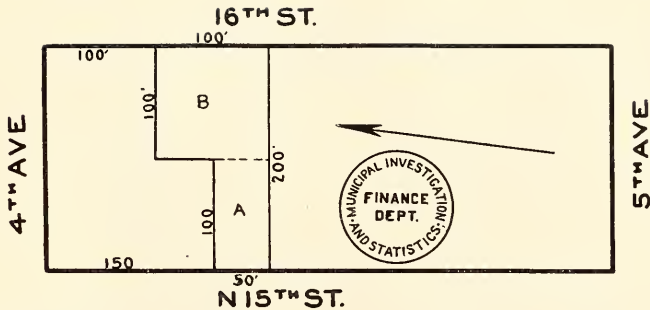 16TH ST.
100'
100'
4TH AVE
100'
B
200'
5TH AVE
100
A
MUNICIPAL INVESTIGATION
FINANCE
DEPT.
AND STATISTICS
150
50'
N 15TH ST.